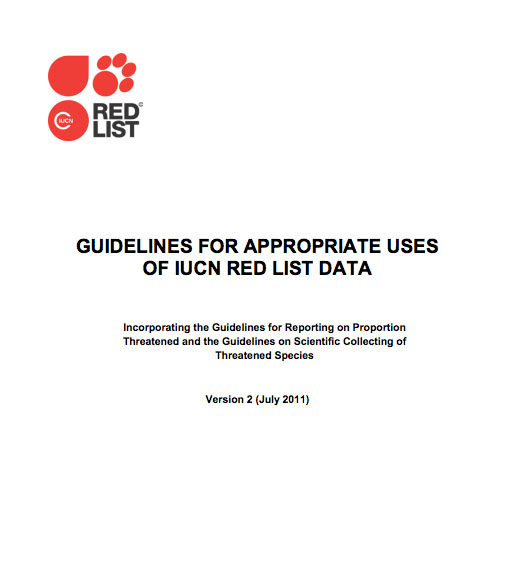 IUCN
RED
LIST
©
GUIDELINES FOR APPROPRIATE USES
OF IUCN RED LIST DATA
Incorporating the Guidelines for Reporting on Proportion
Threatened and the Guidelines on Scientific Collecting of
Threatened Species
Version 2 (July 2011)